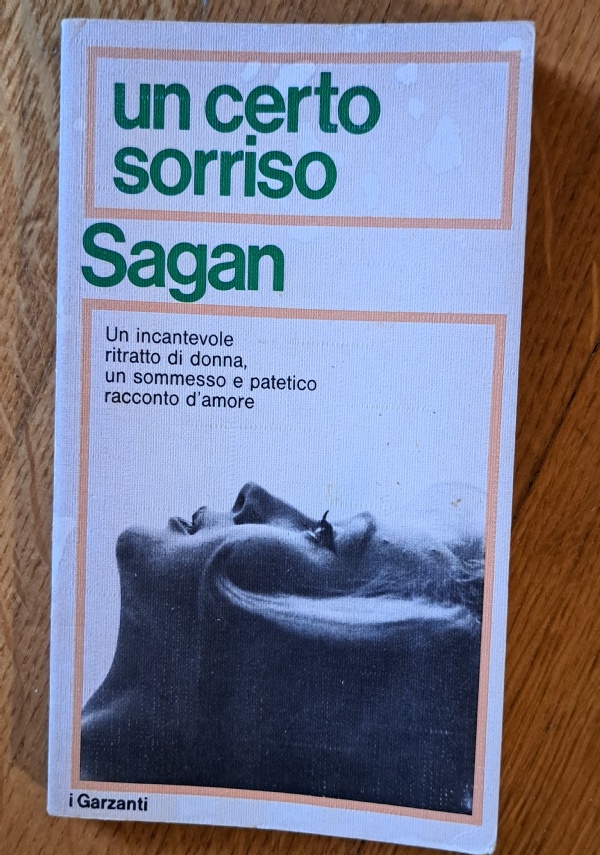 un certo
sorriso
Sagan
Un incantevole
ritratto di donna,
un sommesso e patetico
racconto d'amore
i Garzanti